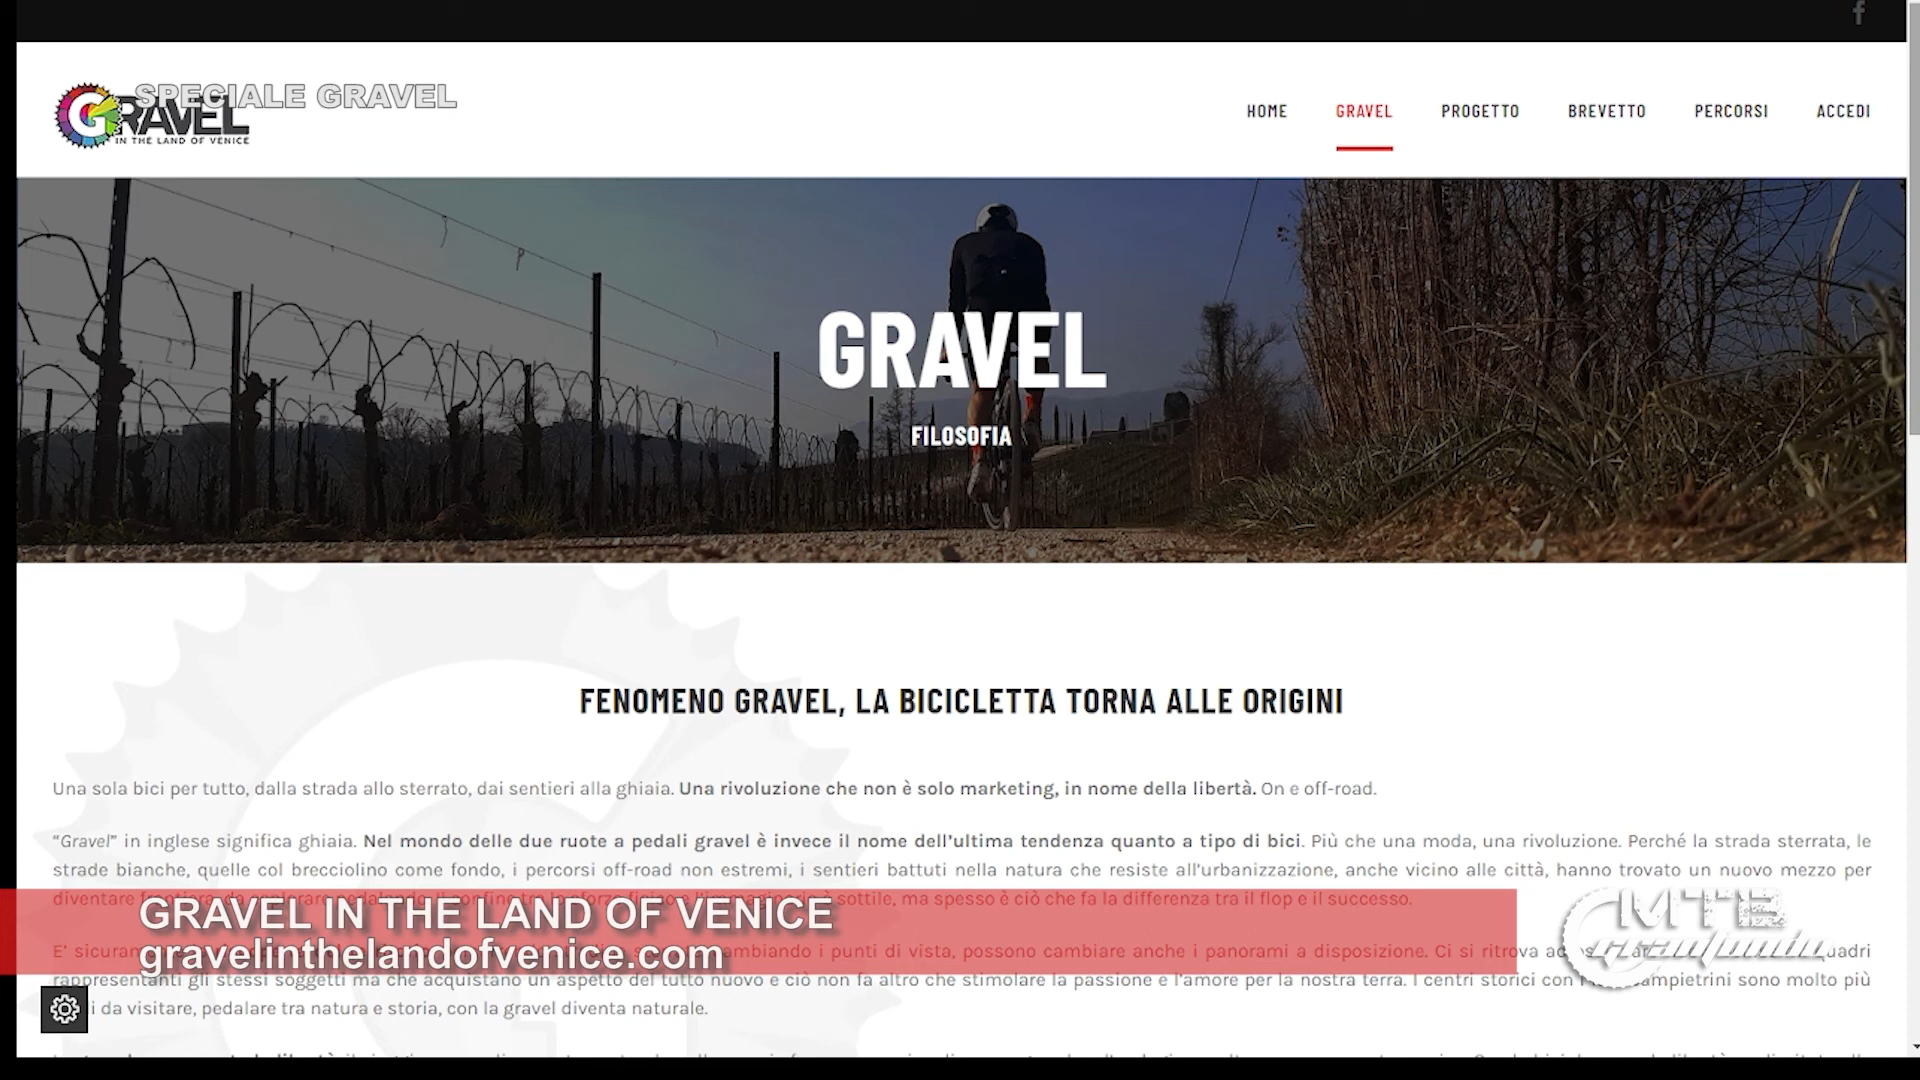 SPECIALE GRAVEL
GRAVEL
IN THE LAND OF VENICE
HOME GRAVEL PROGETTO BREVETTO PERCORSI ACCEDI
GRAVEL
FILOSOFIA
FENOMENO GRAVEL, LA BICICLETTA TORNA ALLE ORIGINI
Una sola bici per tutto, dalla strada allo sterrato, dai sentieri alla ghiaia. Una rivoluzione che non è solo marketing, in nome della libertà. On e off-road.
“Gravel” in inglese significa ghiaia. Nel mondo delle due ruote a pedali gravel è invece il nome dell’ultima tendenza quanto a tipo di bici. Più che una moda, una rivoluzione. Perché la strada sterrata, le
strade bianche, quelle col brecciolino come fondo, i percorsi off-road non estremi, i sentieri battuti nella natura che resiste all’urbanizzazione, anche vicino alle città, hanno trovato un nuovo mezzo per
diventare sottile, ma spesso è ciò che fa la differenza tra il flop e il successo.
GRAVEL IN THE LAND OF VENICE
gravelinthelandofvenice.com
E’ cambiando i punti di vista, possono cambiare anche i panorami a disposizione. Ci si ritrova
rappresentanti gli stessi soggetti ma che acquistano un aspetto del tutto nuovo e ciò non fa altro che stimolare la passione e l’amore per la nostra terra. I centri storici con sono molto più
da visitare, pedalare tra natura e storia, con la gravel diventa naturale.
MTB